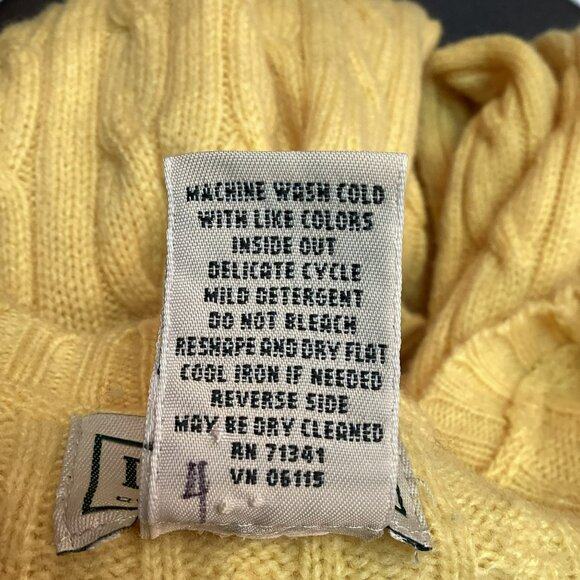 MACHINE WASH COLD
WITH LIKE COLORS
INSIDE OUT
DELICATE CYCLE
MILD DETERGENT
DO NOT BLEACH
RESHAPE AND DRY FLAT
COOL IRON IF NEEDED
REVERSE SIDE
MAY BE DRY CLEANED
RN 71341
VN 06115
4